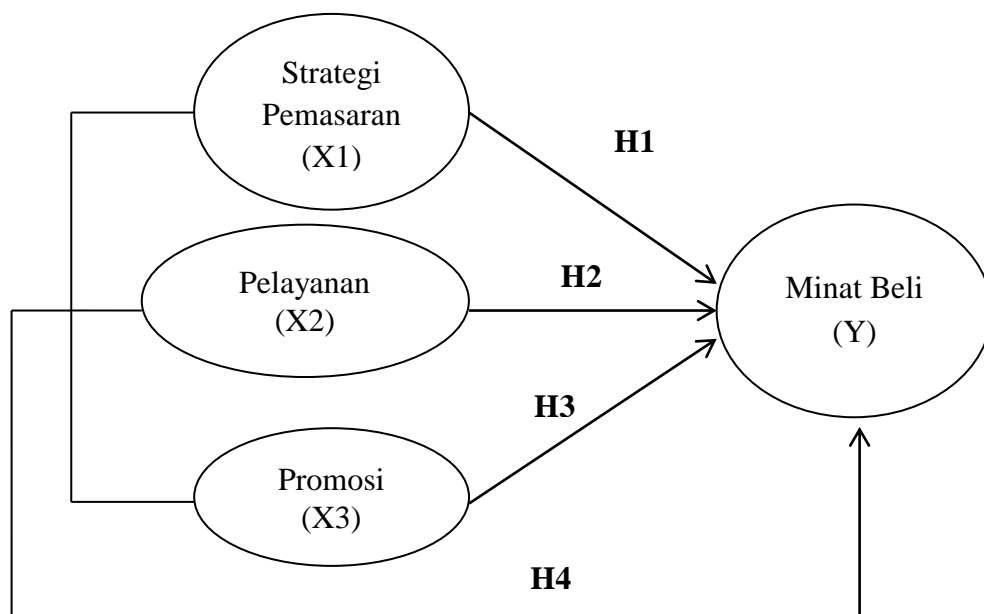 Strategi
Pemasaran
(X1)
H1
Pelayanan
(X2)
H2
Minat Beli
(Y)
H3
Promosi
(X3)
H4